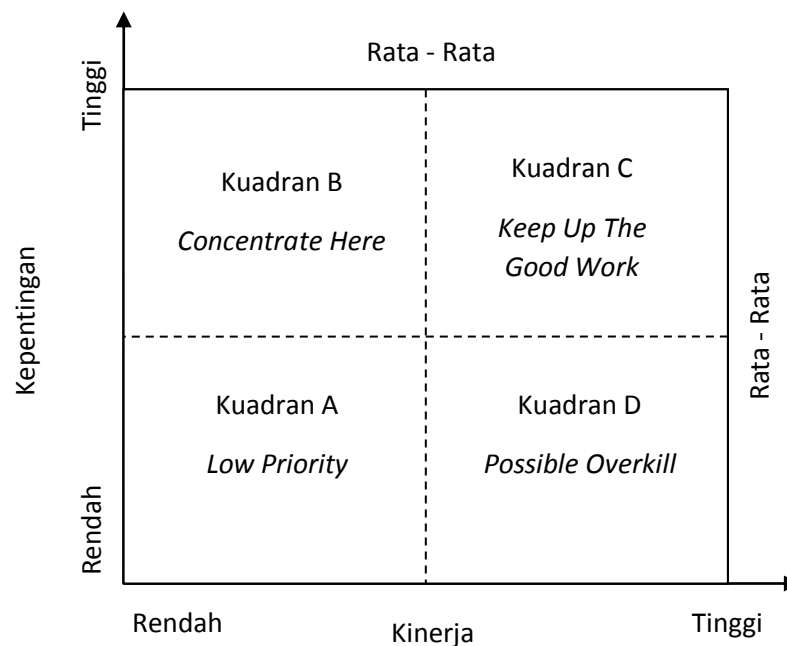 Rata - Rata
Tinggi
Kuadran B
Concentrate Here
Kuadran C
Keep Up The
Good Work
Kepentingan
Rata - Rata
Kuadran A
Low Priority
Kuadran D
Possible Overkill
Rendah
Rendah
Kinerja
Tinggi